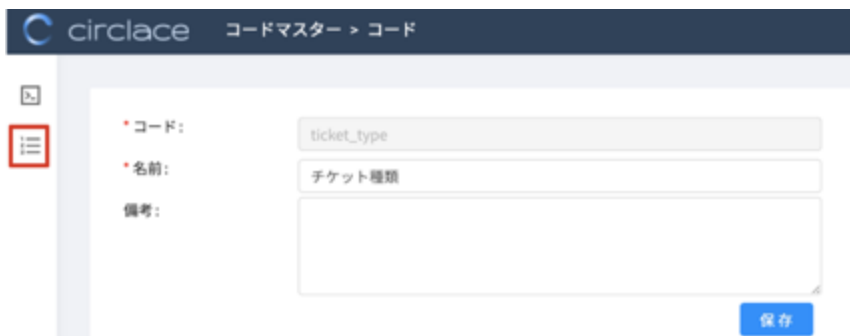 circlace コードマスター > コード
* コード:
ticket_type
* 名前:
チケット種類
備考:
保存